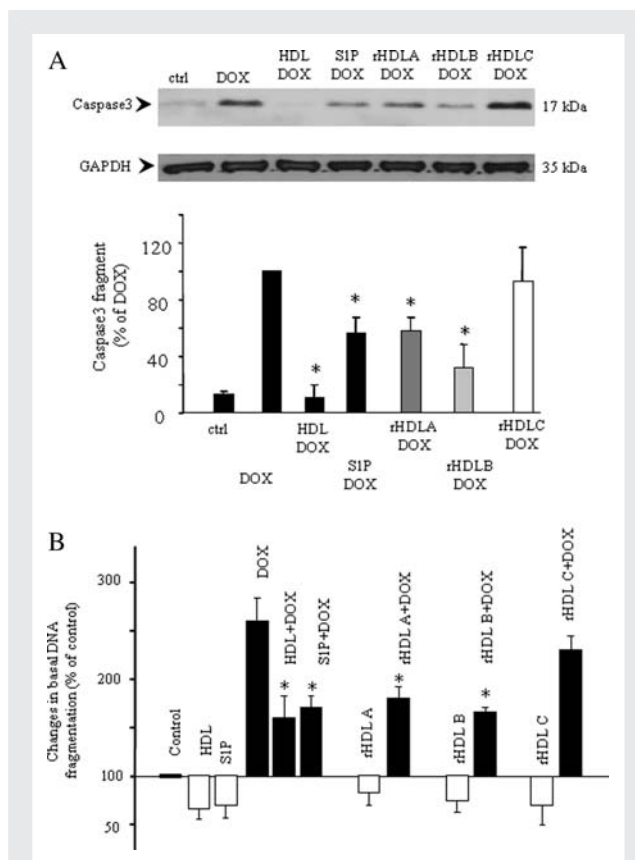 A
ctrl DOX HDL DOX S1P DOX rHDLA DOX rHDLB DOX rHDLC DOX
Caspase3 17 kDa
GAPDH 35 kDa
Caspase3 fragment
(% of DOX)
120
80
40
0
ctrl
DOX
HDL
DOX
S1P
DOX
rHDLA
DOX
rHDLB
DOX
rHDLC
DOX
* * * *
B
Changes in basal DNA
fragmentation (% of control)
300
200
100
50
Control
HDL
S1P
DOX
HDL+DOX
S1P+DOX
rHDL A
rHDL A+DOX
rHDL B
rHDL B+DOX
rHDL C
rHDL C+DOX
* * * *